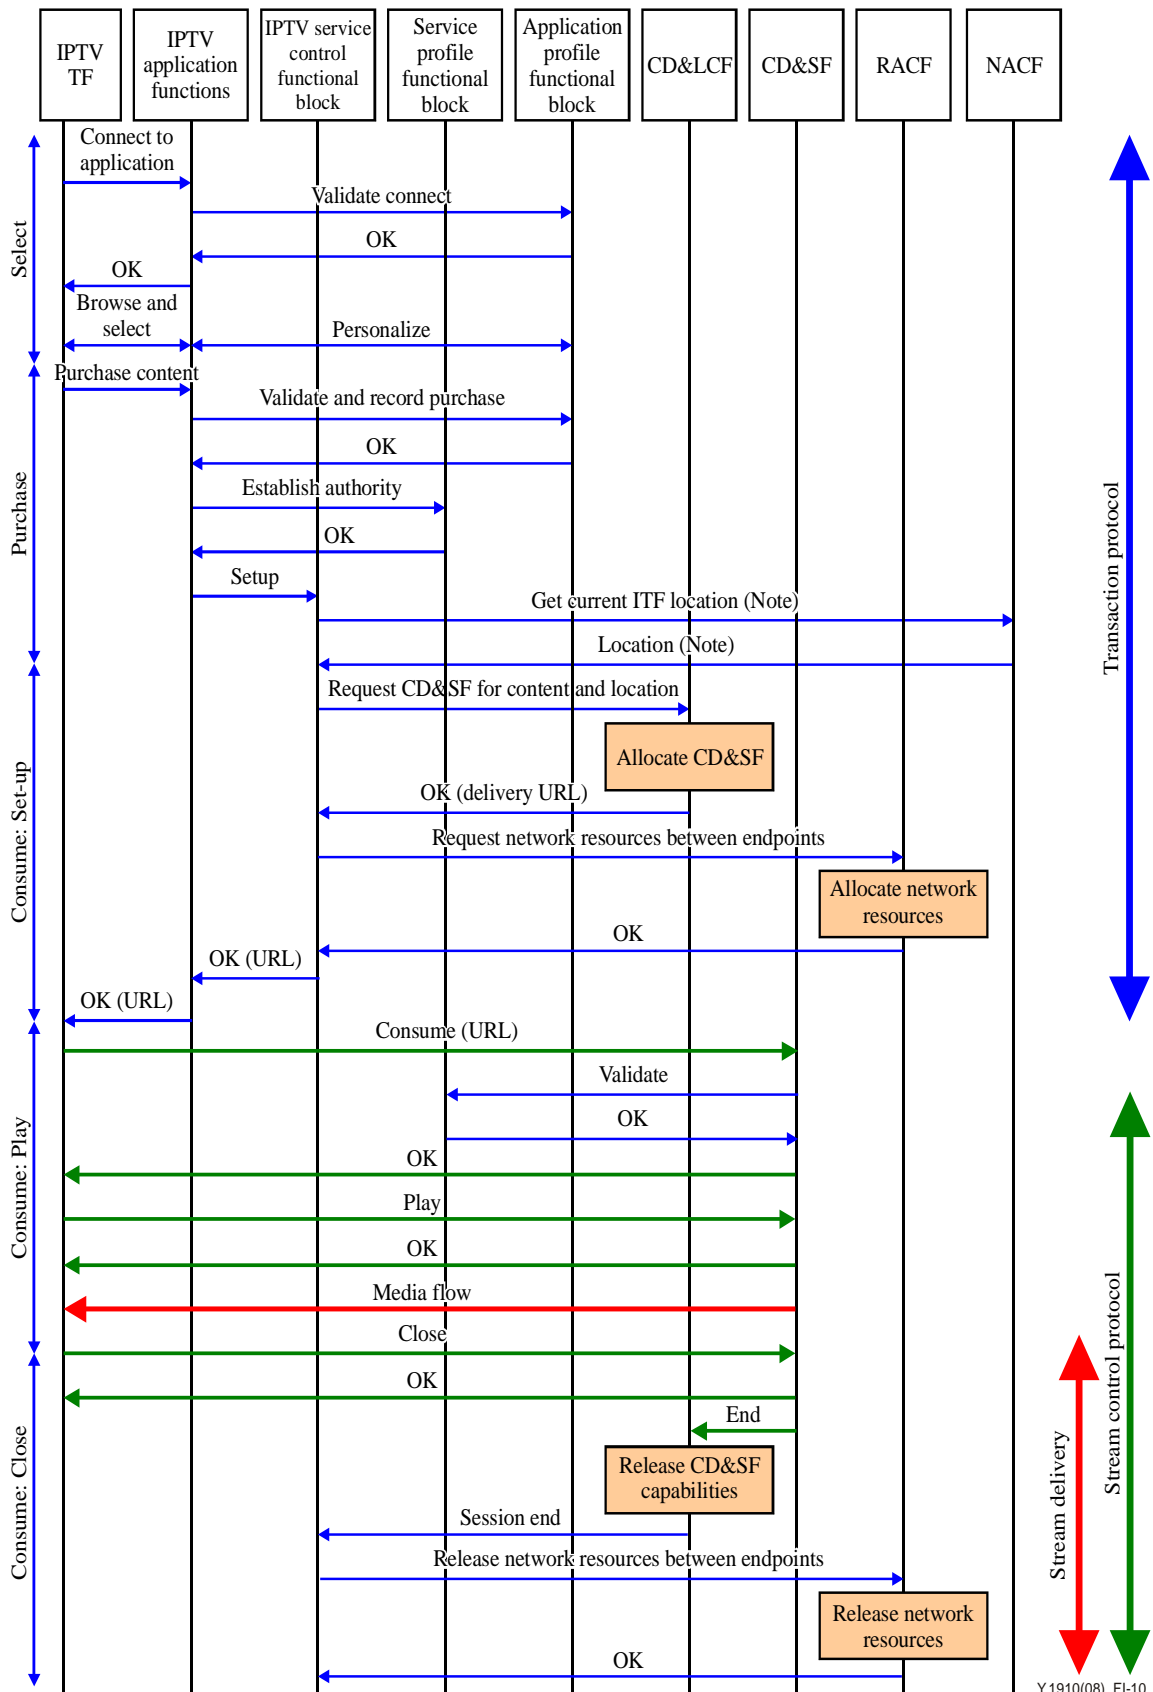 IPTV
TF
IPTV
application
functions
IPTV service
control
functional
block
Service
profile
functional
block
Application
profile
functional
block
CD&LCF
CD&SF
RACF
NACF
Select
Connect to
application
Validate connect
OK
OK
Browse and
select
Personalize
Purchase
Purchase content
Validate and record purchase
OK
Establish authority
OK
Setup
Get current ITF location (Note)
Location (Note)
Consume: Set-up
Request CD&SF for content and location
Allocate CD&SF
OK (delivery URL)
Request network resources between endpoints
Allocate network
resources
OK
OK (URL)
OK (URL)
Consume: Play
Consume (URL)
Validate
OK
OK
Play
OK
Media flow
Close
Consume: Close
OK
End
Release CD&SF
capabilities
Session end
Release network resources between endpoints
Release network
resources
OK
Transaction protocol
Stream control protocol
Stream delivery
Y.1910(08)_FI-10